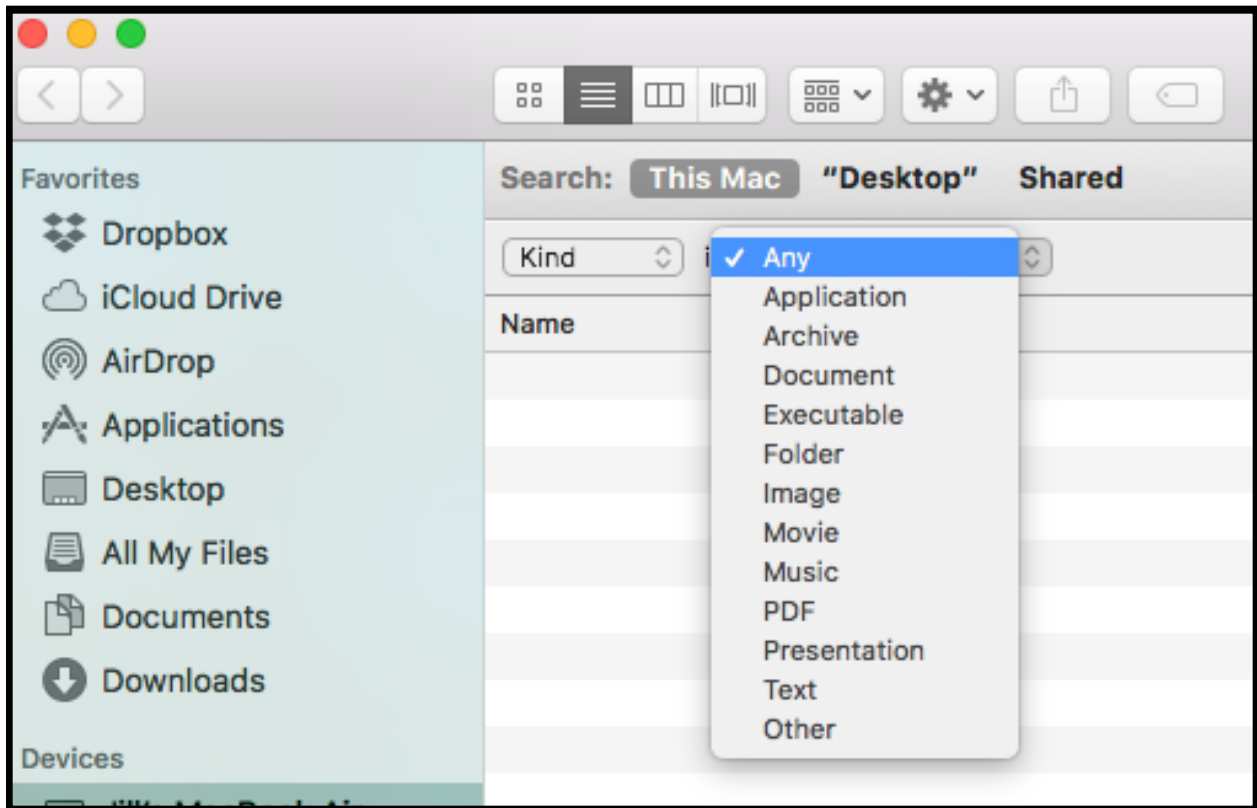 Favorites
Dropbox
iCloud Drive
AirDrop
Applications
Desktop
All My Files
Documents
Downloads
Devices
Search: This Mac "Desktop" Shared
Kind
Name
✓ Any
Application
Archive
Document
Executable
Folder
Image
Movie
Music
PDF
Presentation
Text
Other